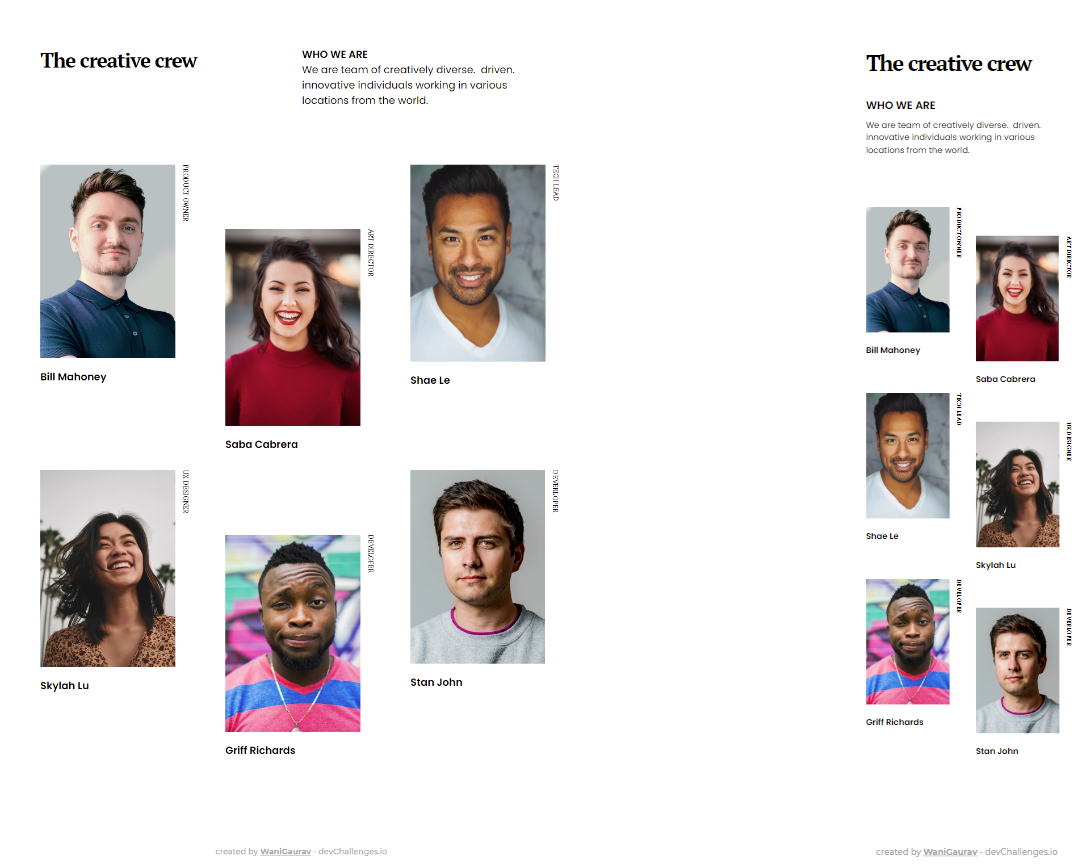 The creative crew
WHO WE ARE
We are team of creatively diverse. driven.
innovative individuals working in various
locations from the world.
PRODUCT OWNER
Bill Mahoney
ART DIRECTOR
Saba Cabrera
TECH LEAD
Shae Le
UX DESIGNER
Skylah Lu
DEVELOPER
Griff Richards
DEVERLOPER
Stan John
created by WaniGaurav - devChallenges.io
The creative crew
WHO WE ARE
We are team of creatively diverse. driven.
innovative individuals working in various
locations from the world.
PRODUCT OWNER
Bill Mahoney
ART DIRECTOR
Saba Cabrera
TECH LEAD
Shae Le
UX DESIGNER
Skylah Lu
DEVELOPER
Griff Richards
DEVERLOPER
Stan John
created by WaniGaurav - devChallenges.io